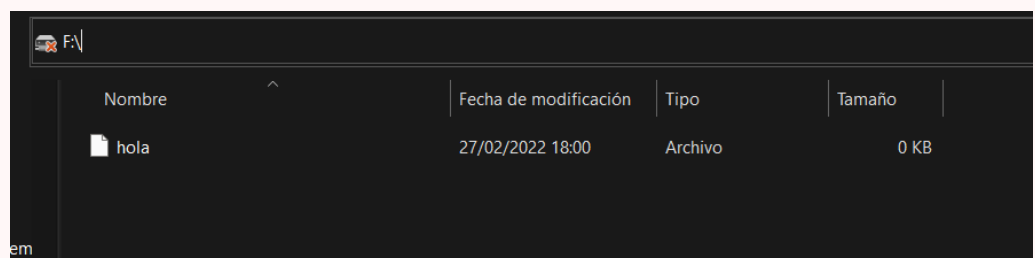 F:\
Nombre Fecha de modificación Tipo Tamaño
hola 27/02/2022 18:00 Archivo 0 KB
em